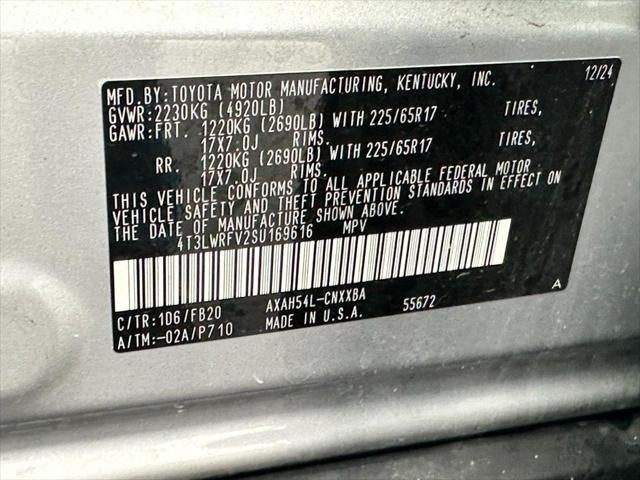 MFD.BY:TOYOTA MOTOR MANUFACTURING, KENTUCKY, INC. 12/24
GVWR:2230KG (4920LB)
GAWR:FRT. 1220KG (2690LB) WITH 225/65R17 TIRES,
17X7.0J RIMS.
RR. 1220KG (2690LB) WITH 225/65R17 TIRES,
17X7.0J RIMS.
THIS VEHICLE CONFORMS TO ALL APPLICABLE FEDERAL MOTOR
VEHICLE SAFETY AND THEFT PREVENTION STANDARDS IN EFFECT ON
THE DATE OF MANUFACTURE SHOWN ABOVE.
4T3LWRFV2SU169616 MPV
C/TR:1D6/FB20 AXAH54L-CNXXBA 55672 A
A/TM:-02A/P710 MADE IN U.S.A.